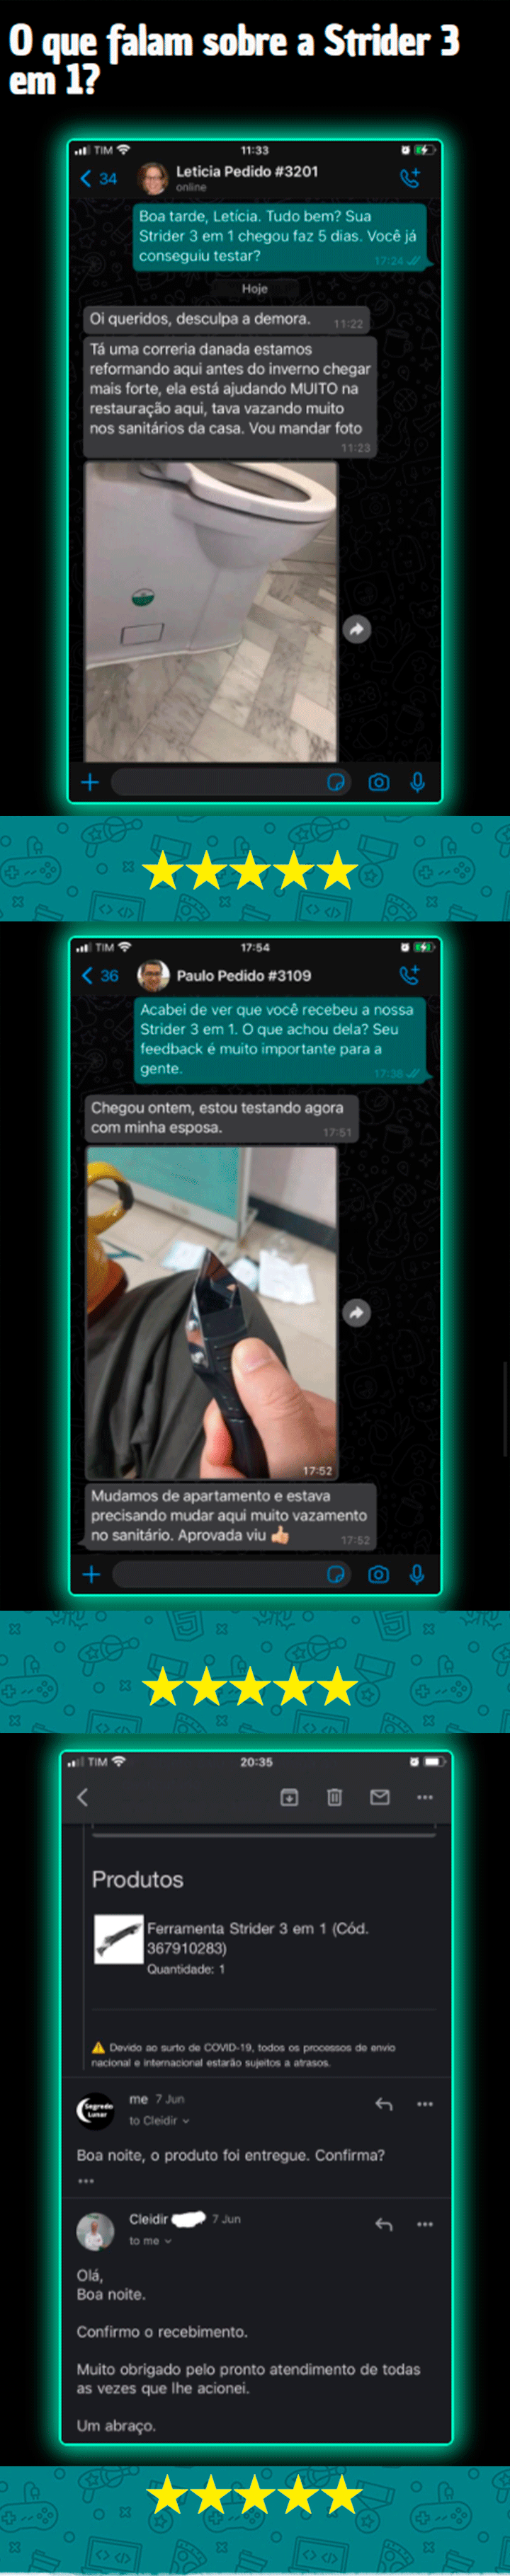 O que falam sobre a Strider 3
em 1?
TIM
11:33
34
Leticia Pedido #3201
online
Boa tarde, Letícia. Tudo bem? Sua
Strider 3 em 1 chegou faz 5 dias. Você já
conseguiu testar?
17:24
Hoje
Oi queridos, desculpa a demora.
11:22
Tá uma correria danada estamos
reformando aqui antes do inverno chegar
mais forte, ela está ajudando MUITO na
restauração aqui, tava vazando muito
nos sanitários da casa. Vou mandar foto
11:23
TIM
17:54
36
Paulo Pedido #3109
Acabei de ver que você recebeu a nossa
Strider 3 em 1. O que achou dela? Seu
feedback é muito importante para a
gente.
17:38
Chegou ontem, estou testando agora
com minha esposa.
17:51
17:52
Mudamos de apartamento e estava
precisando mudar aqui muito vazamento
no sanitário. Aprovada viu 👍🏻
17:52
TIM
20:35
Produtos
Ferramenta Strider 3 em 1 (Cód.
367910283)
Quantidade: 1
⚠️ Devido ao surto de COVID-19, todos os processos de envio
nacional e internacional estarão sujeitos a atrasos.
Segredo
Lunar
me 7 Jun
to Cleidir
Boa noite, o produto foi entregue. Confirma?
•••
Cleidir 7 Jun
to me
Olá,
Boa noite.
Confirmo o recebimento.
Muito obrigado pelo pronto atendimento de todas
as vezes que lhe acionei.
Um abraço.